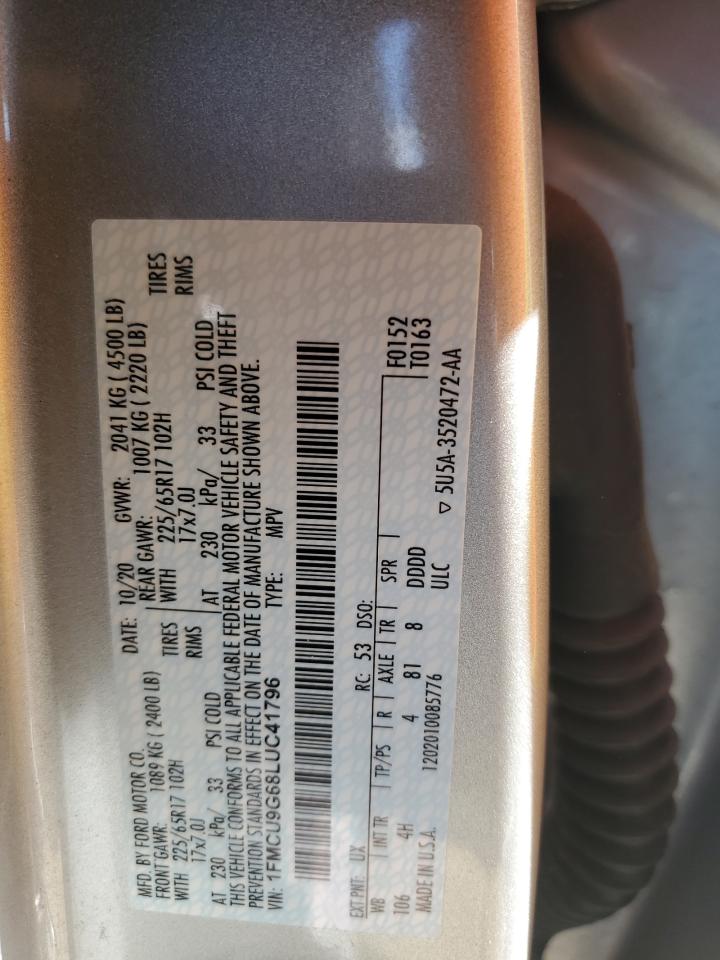 MFD. BY FORD MOTOR CO. DATE: 10/20 GVWR: 2041 KG ( 4500 LB)
FRONT GAWR: 1089 KG ( 2400 LB) REAR GAWR: 1007 KG ( 2220 LB)
WITH 225/65R17 102H TIRES WITH 225/65R17 102H TIRES
17x7.0J RIMS 17x7.0J RIMS
AT 230 kPa/ 33 PSI COLD AT 230 kPa/ 33 PSI COLD
THIS VEHICLE CONFORMS TO ALL APPLICABLE FEDERAL MOTOR VEHICLE SAFETY AND THEFT
PREVENTION STANDARDS IN EFFECT ON THE DATE OF MANUFACTURE SHOWN ABOVE.
VIN: 1FMCU9G68LUC41796 TYPE: MPV
EXT PNT: UX RC: 53 DSO:
WB INT TR TP/PS R AXLE TR SPR F0152
106 4H 4 81 8 DDDD T0163
MADE IN U.S.A. 1202010085776 ULC ▽ 5U5A-3520472-AA